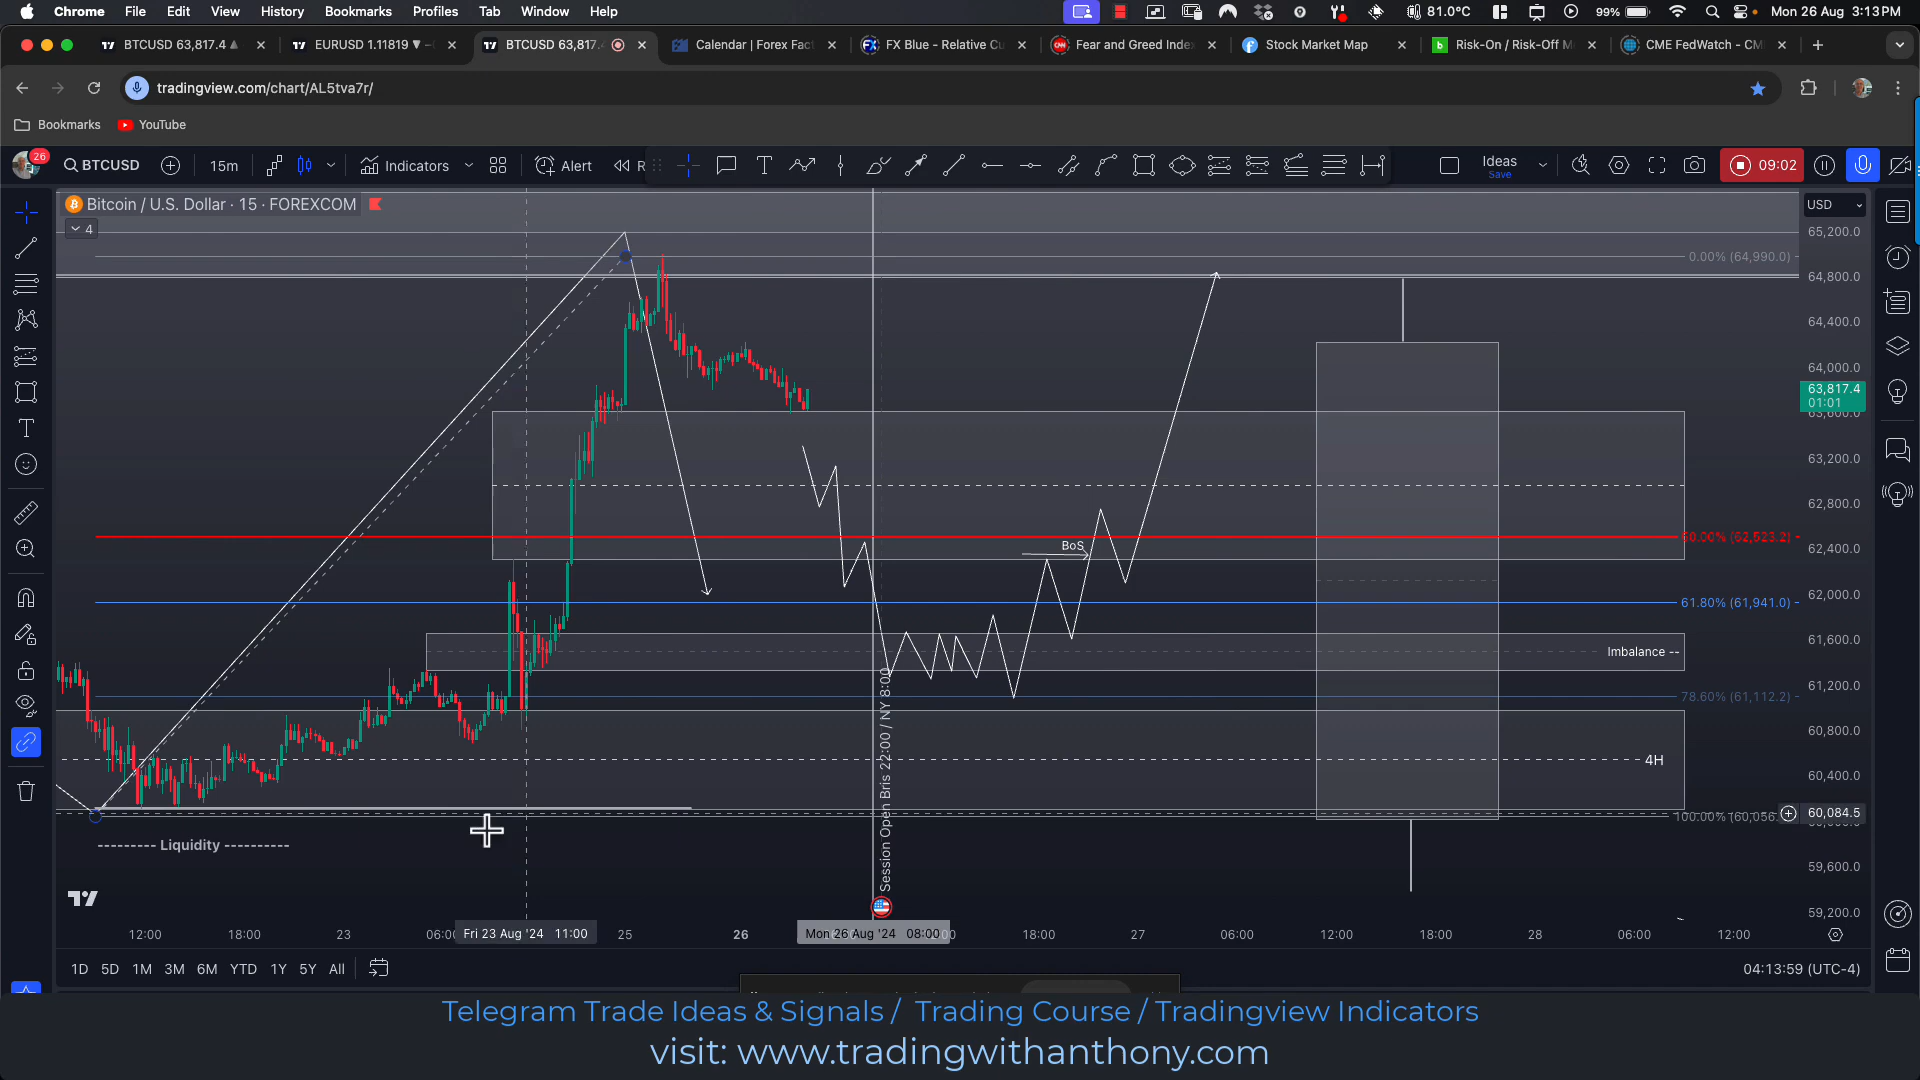 Chrome File Edit View History Bookmarks Profiles Tab Window Help 81.0°C 99% Mon 26 Aug 3:13 PM
BTCUSD 63,817.4 EURUSD 1.11819 BTCUSD 63,817. Calendar | Forex Fact FX Blue - Relative Cu Fear and Greed Index Stock Market Map Risk-On / Risk-Off M CME FedWatch - CM
tradingview.com/chart/AL5tva7r/
Bookmarks YouTube
26 BTCUSD 15m Indicators Alert R Ideas Save 09:02
Bitcoin / U.S. Dollar · 15 · FOREXCOM USD
4
65,200.0
0.00% (64,990.0)
64,800.0
64,400.0
64,000.0
63,817.4
01:01
63,600.0
63,200.0
62,800.0
50.00% (62,523.2)
BoS 62,400.0
61.80% (61,941.0) 62,000.0
61,600.0
Imbalance --
78.60% (61,112.2) 61,200.0
60,800.0
4H
60,400.0
100.00% (60,056. 60,084.5
Liquidity
59,600.0
Session Open Bris 22:00 / NY 8:00
59,200.0
12:00 18:00 23 06:0 Fri 23 Aug '24 11:00 25 26 Mon 26 Aug '24 08:00 18:00 27 06:00 12:00 18:00 28 06:00 12:00
1D 5D 1M 3M 6M YTD 1Y 5Y All 04:13:59 (UTC-4)
Telegram Trade Ideas & Signals / Trading Course / Tradingview Indicators
visit: www.tradingwithanthony.com